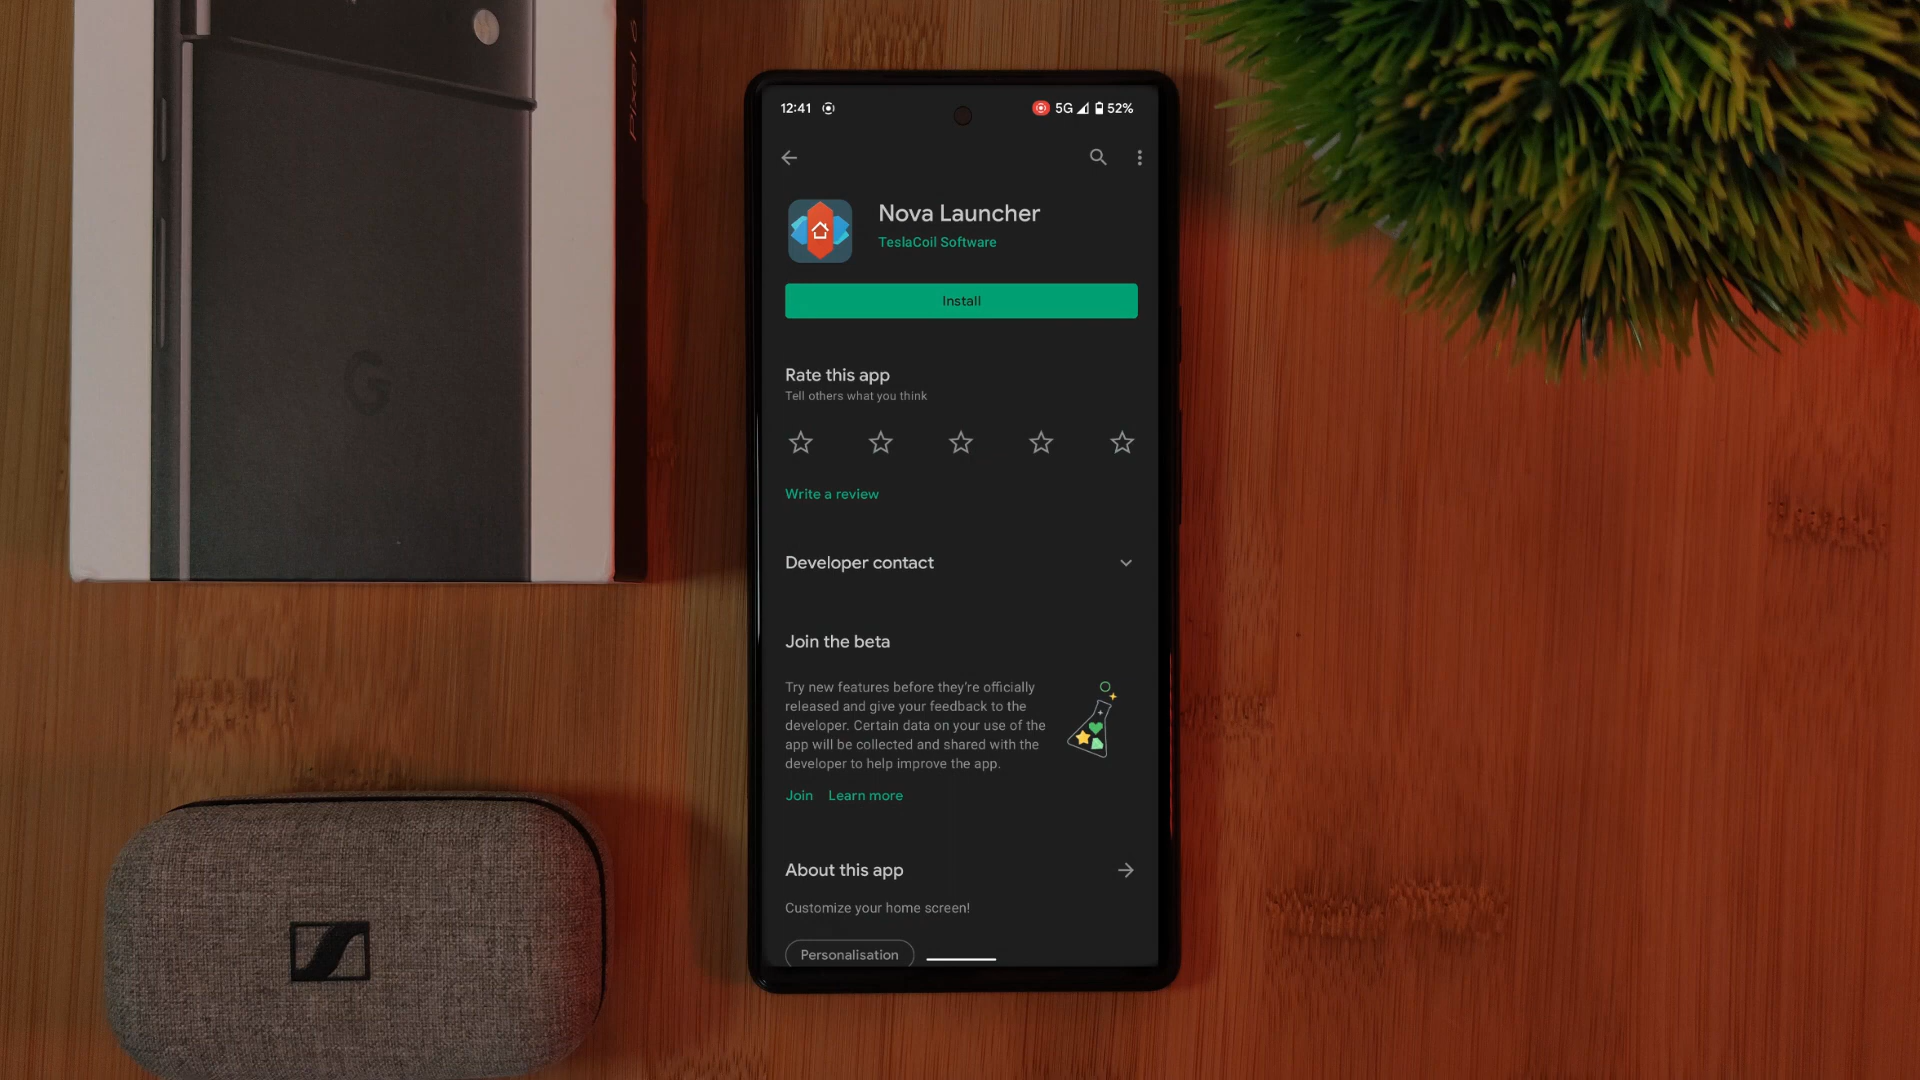 Pixel 6
12:41
5G 52%
Nova Launcher
TeslaCoil Software
Install
Rate this app
Tell others what you think
Write a review
Developer contact
Join the beta
Try new features before they're officially
released and give your feedback to the
developer. Certain data on your use of the
app will be collected and shared with the
developer to help improve the app.
Join Learn more
About this app
Customize your home screen!
Personalisation
G